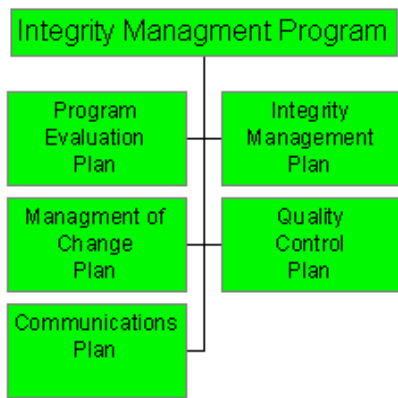 Integrity Managment Program
Program
Evaluation
Plan
Integrity
Management
Plan
Managment of
Change
Plan
Quality
Control
Plan
Communications
Plan